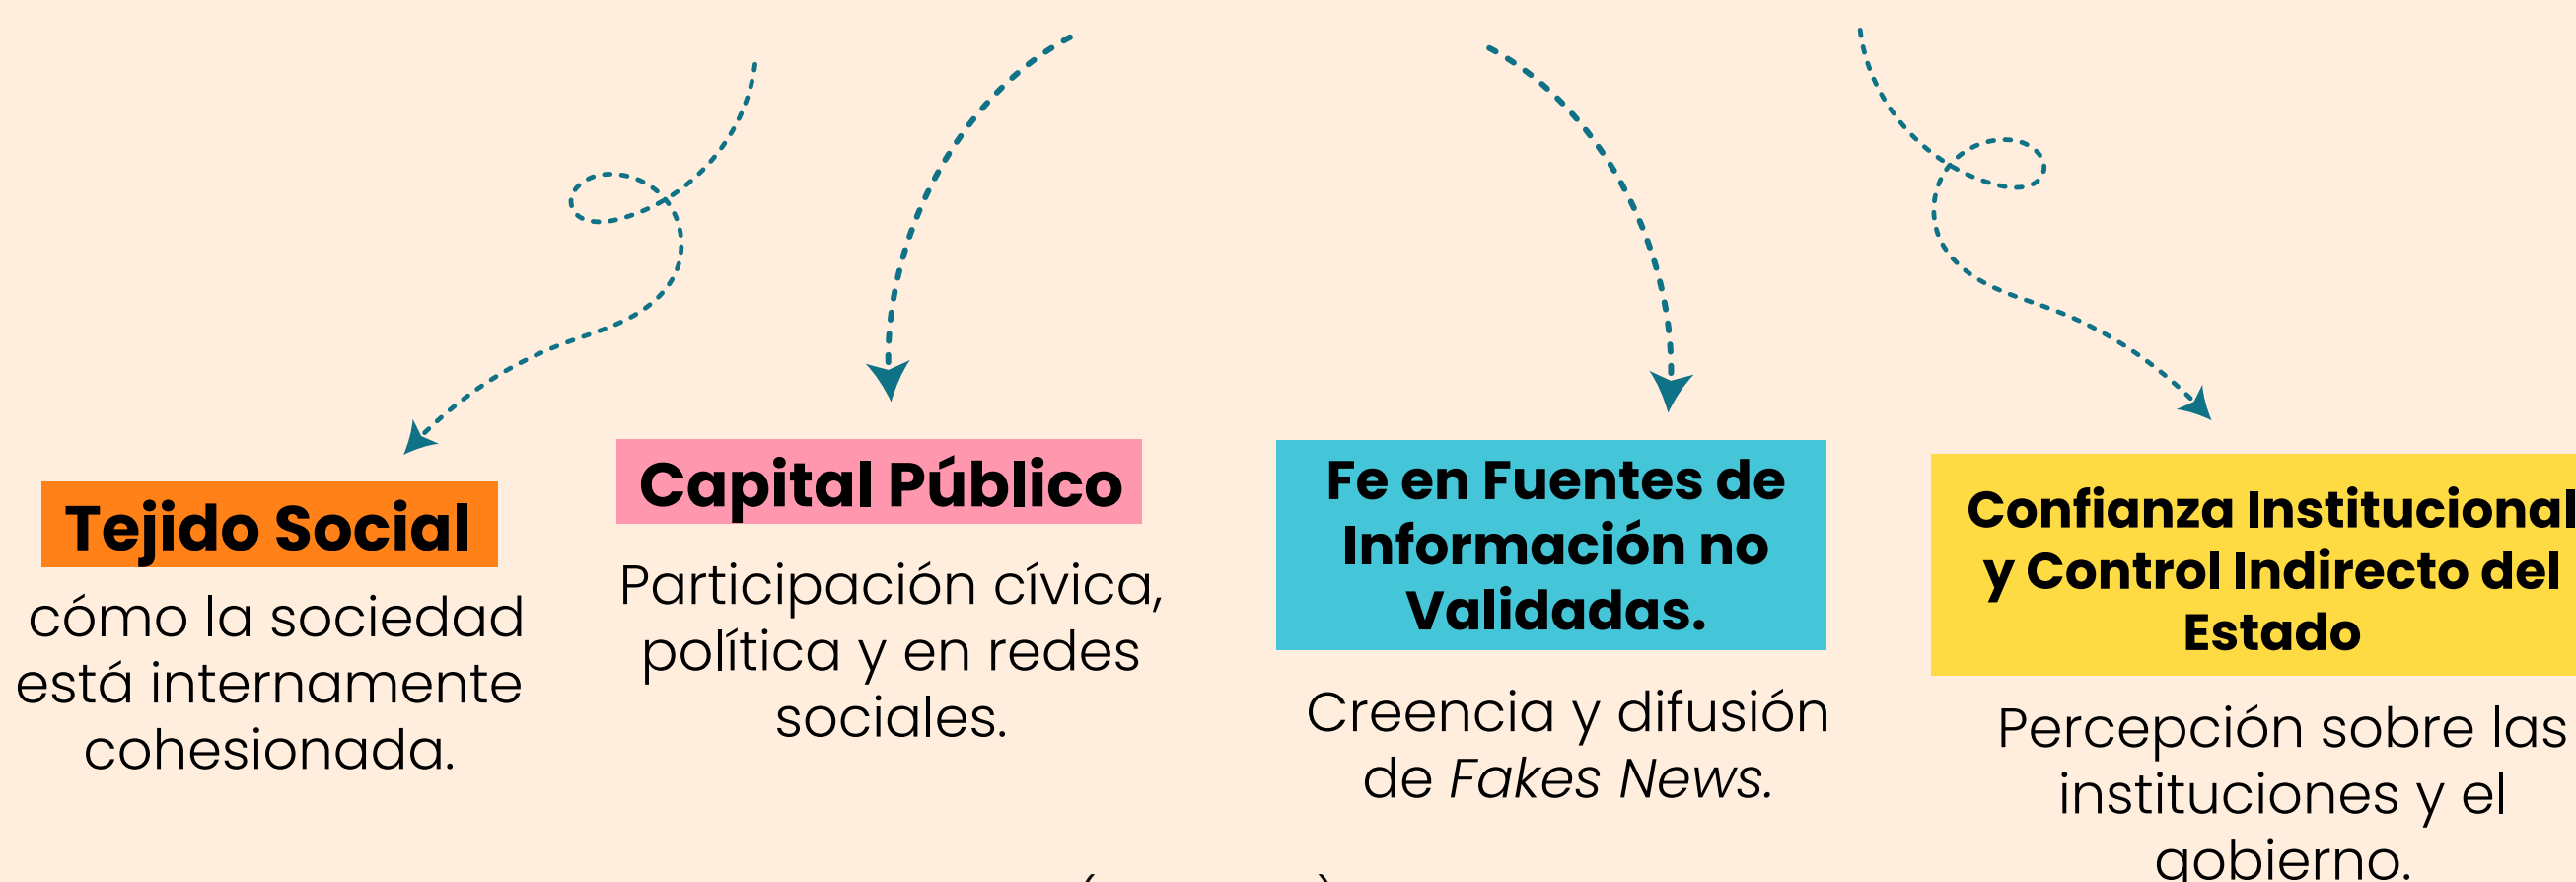 Tejido Social
cómo la sociedad
está internamente
cohesionada.
Capital Público
Participación cívica,
política y en redes
sociales.
Fe en Fuentes de
Información no
Validadas.
Creencia y difusión
de Fakes News.
Confianza Institucional
y Control Indirecto del
Estado
Percepción sobre las
instituciones y el
gobierno.